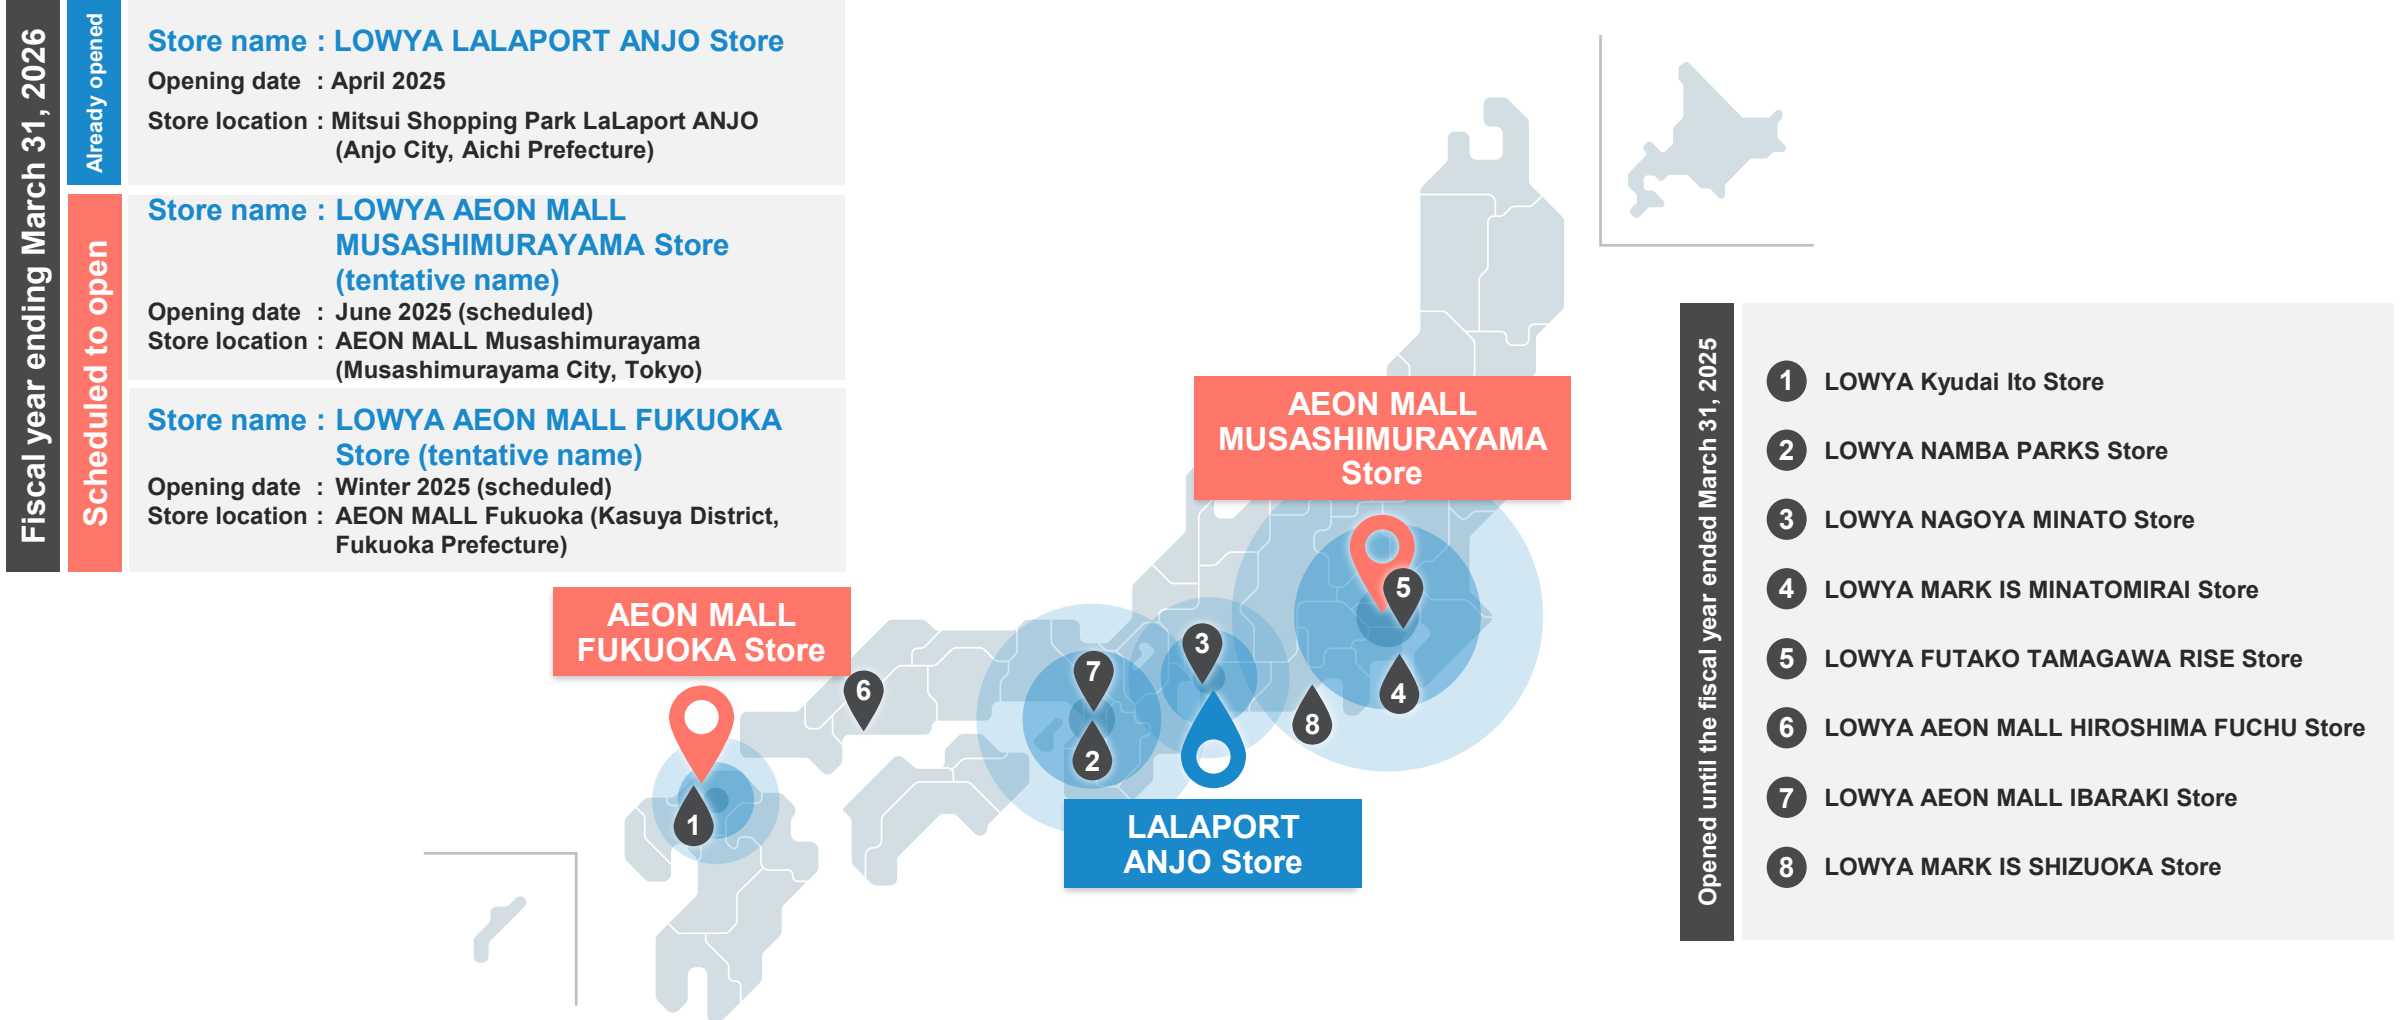 Fiscal year ending March 31, 2026
Already opened
Store name : LOWYA LALAPORT ANJO Store
Opening date : April 2025
Store location : Mitsui Shopping Park LaLaport ANJO
(Anjo City, Aichi Prefecture)
Scheduled to open
Store name : LOWYA AEON MALL
MUSASHIMURAYAMA Store
(tentative name)
Opening date : June 2025 (scheduled)
Store location : AEON MALL Musashimurayama
(Musashimurayama City, Tokyo)
Store name : LOWYA AEON MALL FUKUOKA
Store (tentative name)
Opening date : Winter 2025 (scheduled)
Store location : AEON MALL Fukuoka (Kasuya District,
Fukuoka Prefecture)
AEON MALL
MUSASHIMURAYAMA
Store
AEON MALL
FUKUOKA Store
5
3
7
6
4
8
2
1
LALAPORT
ANJO Store
Opened until the fiscal year ended March 31, 2025
1 LOWYA Kyudai Ito Store
2 LOWYA NAMBA PARKS Store
3 LOWYA NAGOYA MINATO Store
4 LOWYA MARK IS MINATOMIRAI Store
5 LOWYA FUTAKO TAMAGAWA RISE Store
6 LOWYA AEON MALL HIROSHIMA FUCHU Store
7 LOWYA AEON MALL IBARAKI Store
8 LOWYA MARK IS SHIZUOKA Store